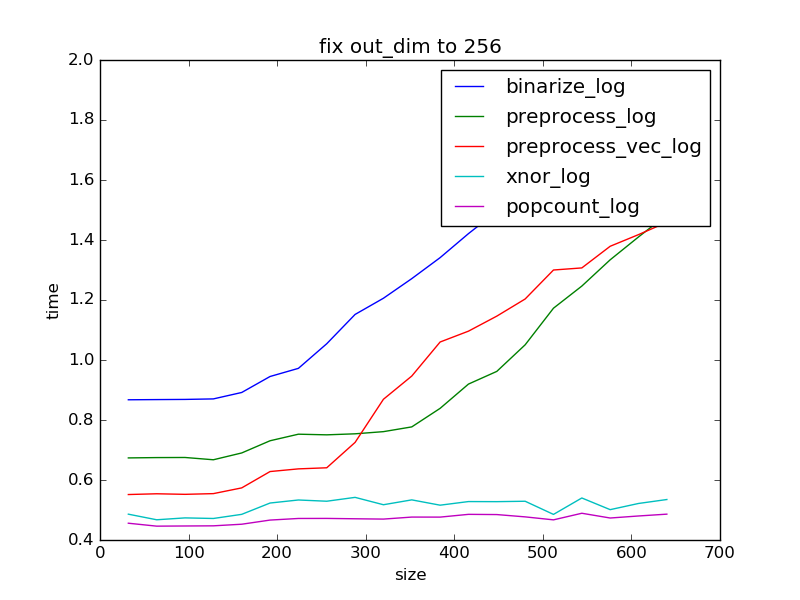 fix out_dim to 256
2.0
1.8
1.6
1.4
1.2
1.0
0.8
0.6
0.4
time
binarize_log
preprocess_log
preprocess_vec_log
xnor_log
popcount_log
0 100 200 300 400 500 600 700
size